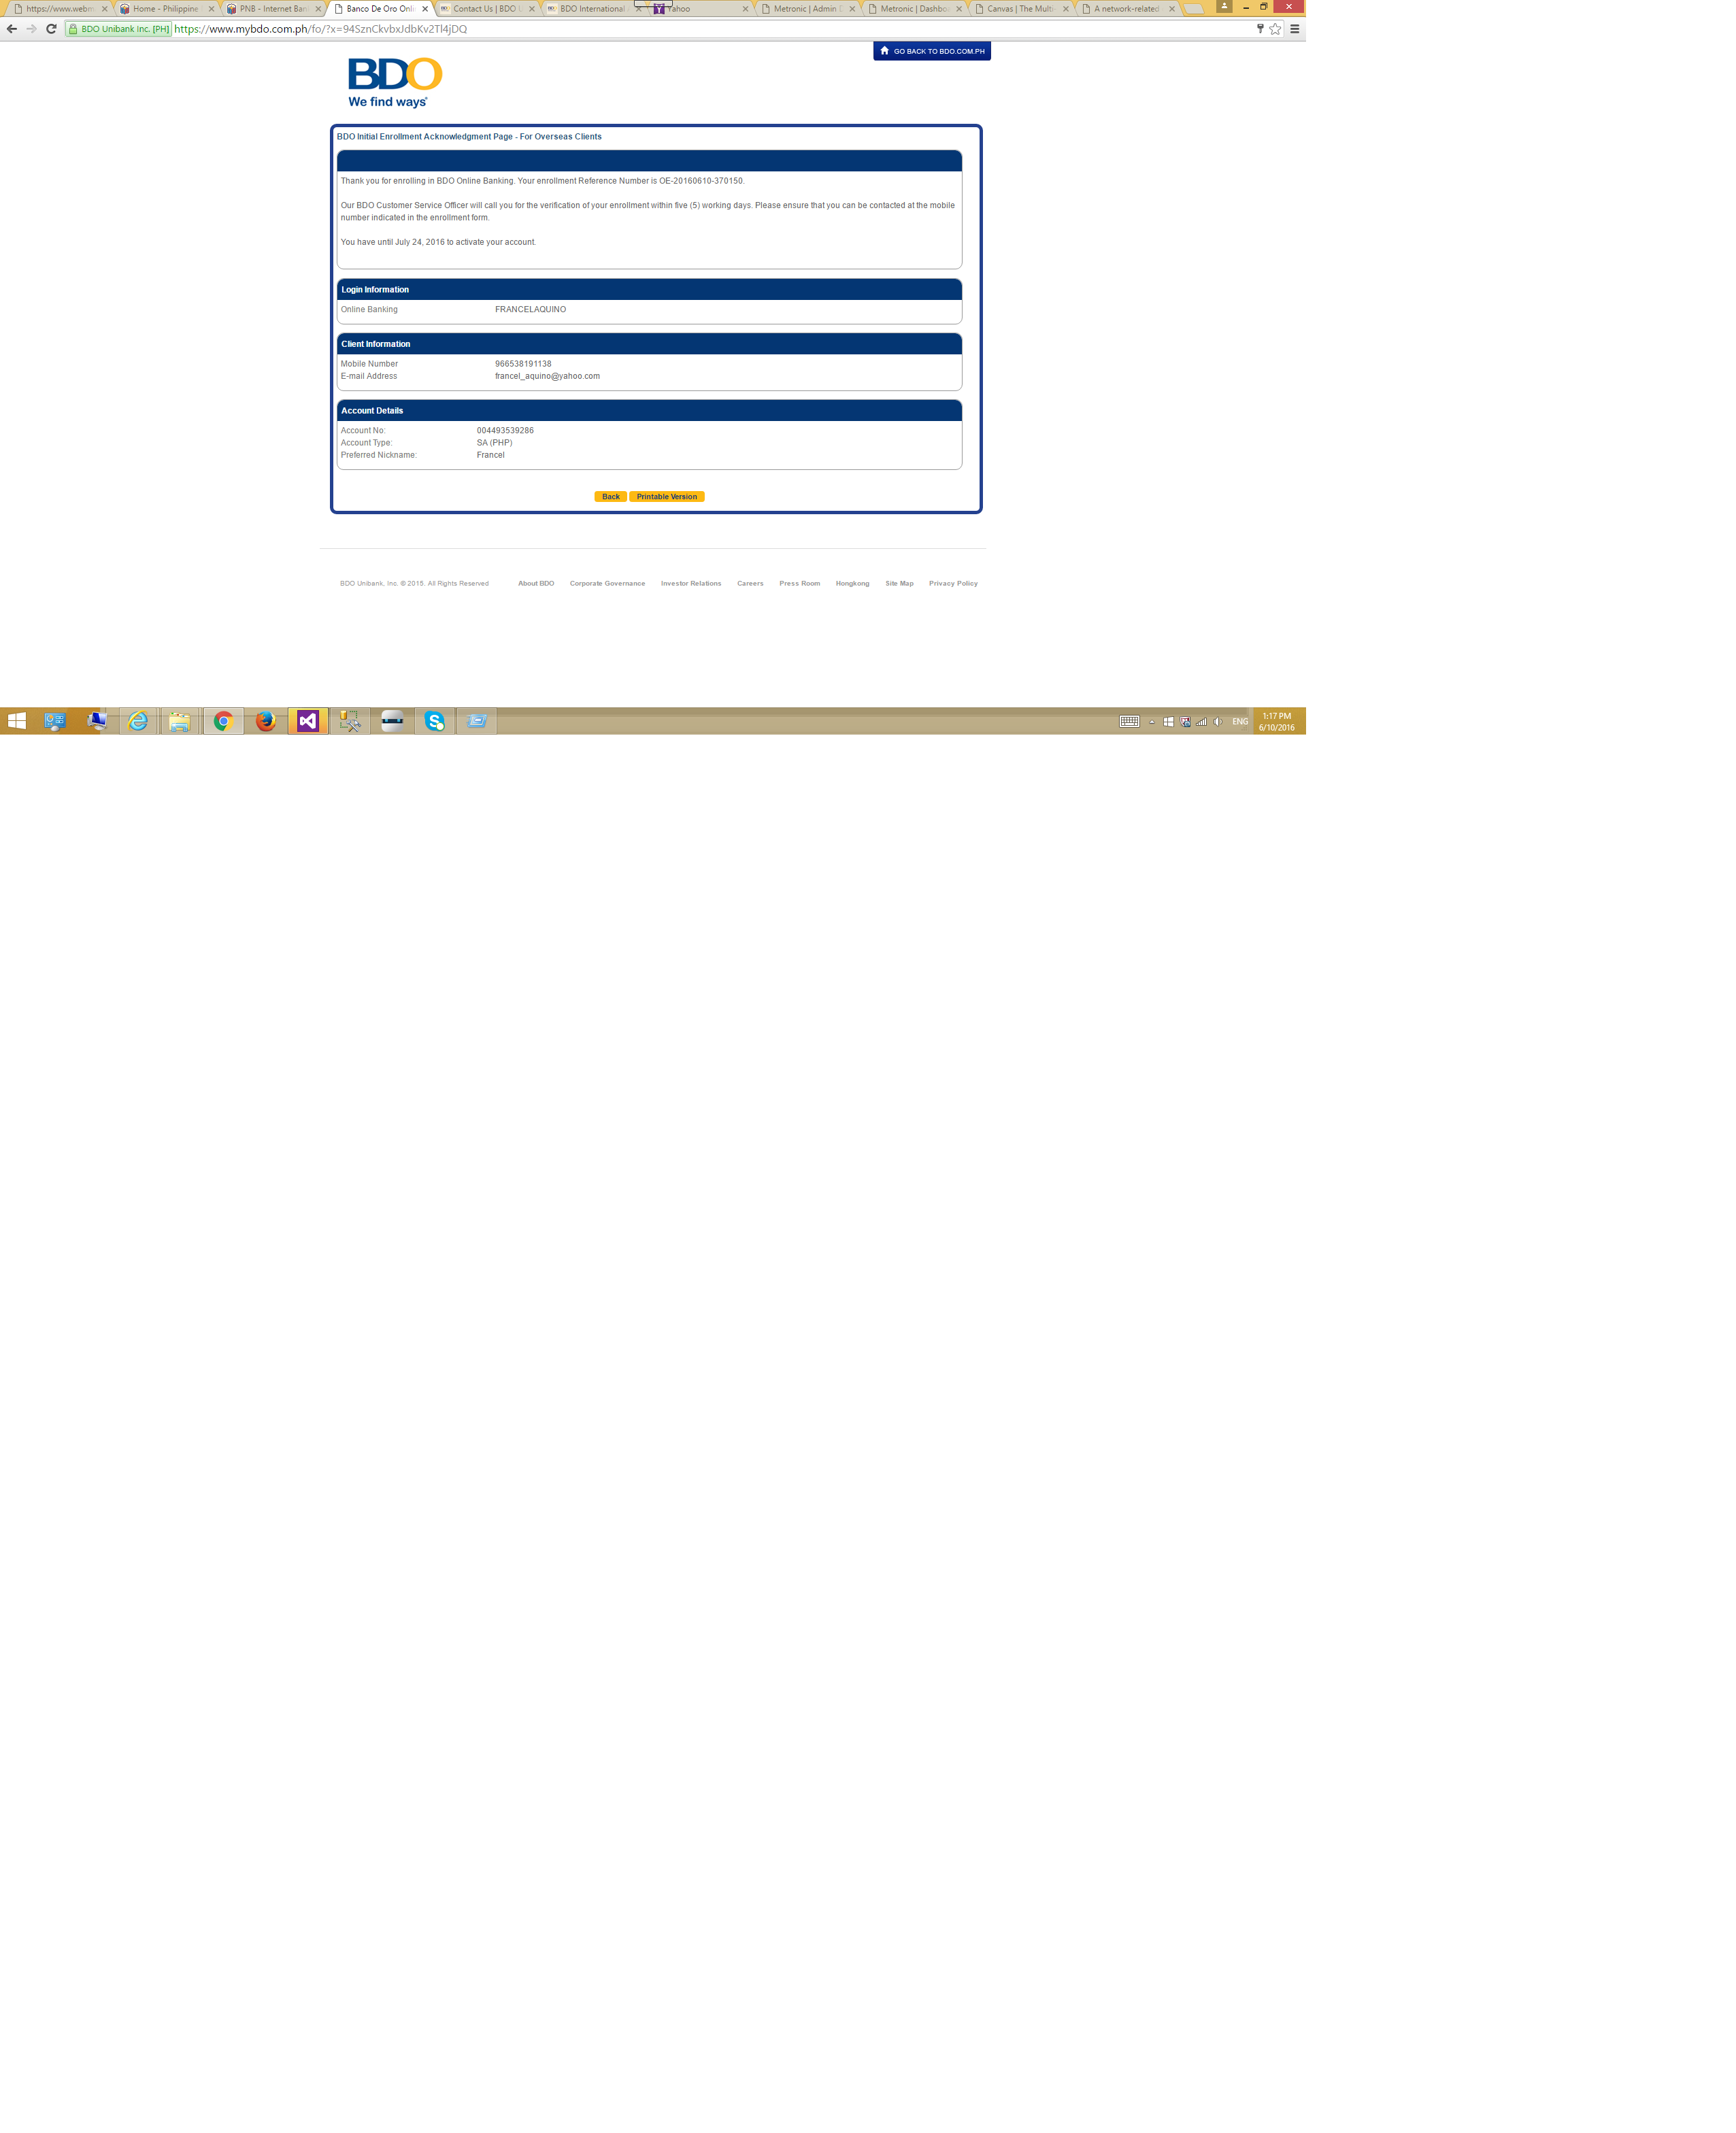 https://www.webm
Home - Philippine
PNB - Internet Ban
Banco De Oro Onli
Contact Us | BDO U
BDO International
Yahoo
Metronic | Admin D
Metronic | Dashbo
Canvas | The Multi
A network-related
BDO Unibank Inc. [PH] https://www.mybdo.com.ph/fo/?x=94SznCkvbxJdbKv2Tl4jDQ
GO BACK TO BDO.COM.PH
BDO
We find ways®
BDO Initial Enrollment Acknowledgment Page - For Overseas Clients
Thank you for enrolling in BDO Online Banking. Your enrollment Reference Number is OE-20160610-370150.
Our BDO Customer Service Officer will call you for the verification of your enrollment within five (5) working days. Please ensure that you can be contacted at the mobile
number indicated in the enrollment form.
You have until July 24, 2016 to activate your account.
Login Information
Online Banking FRANCELAQUINO
Client Information
Mobile Number 966538191138
E-mail Address francel_aquino@yahoo.com
Account Details
Account No: 004493539286
Account Type: SA (PHP)
Preferred Nickname: Francel
Back Printable Version
BDO Unibank, Inc. © 2015. All Rights Reserved About BDO Corporate Governance Investor Relations Careers Press Room Hongkong Site Map Privacy Policy
ENG
1:17 PM
6/10/2016